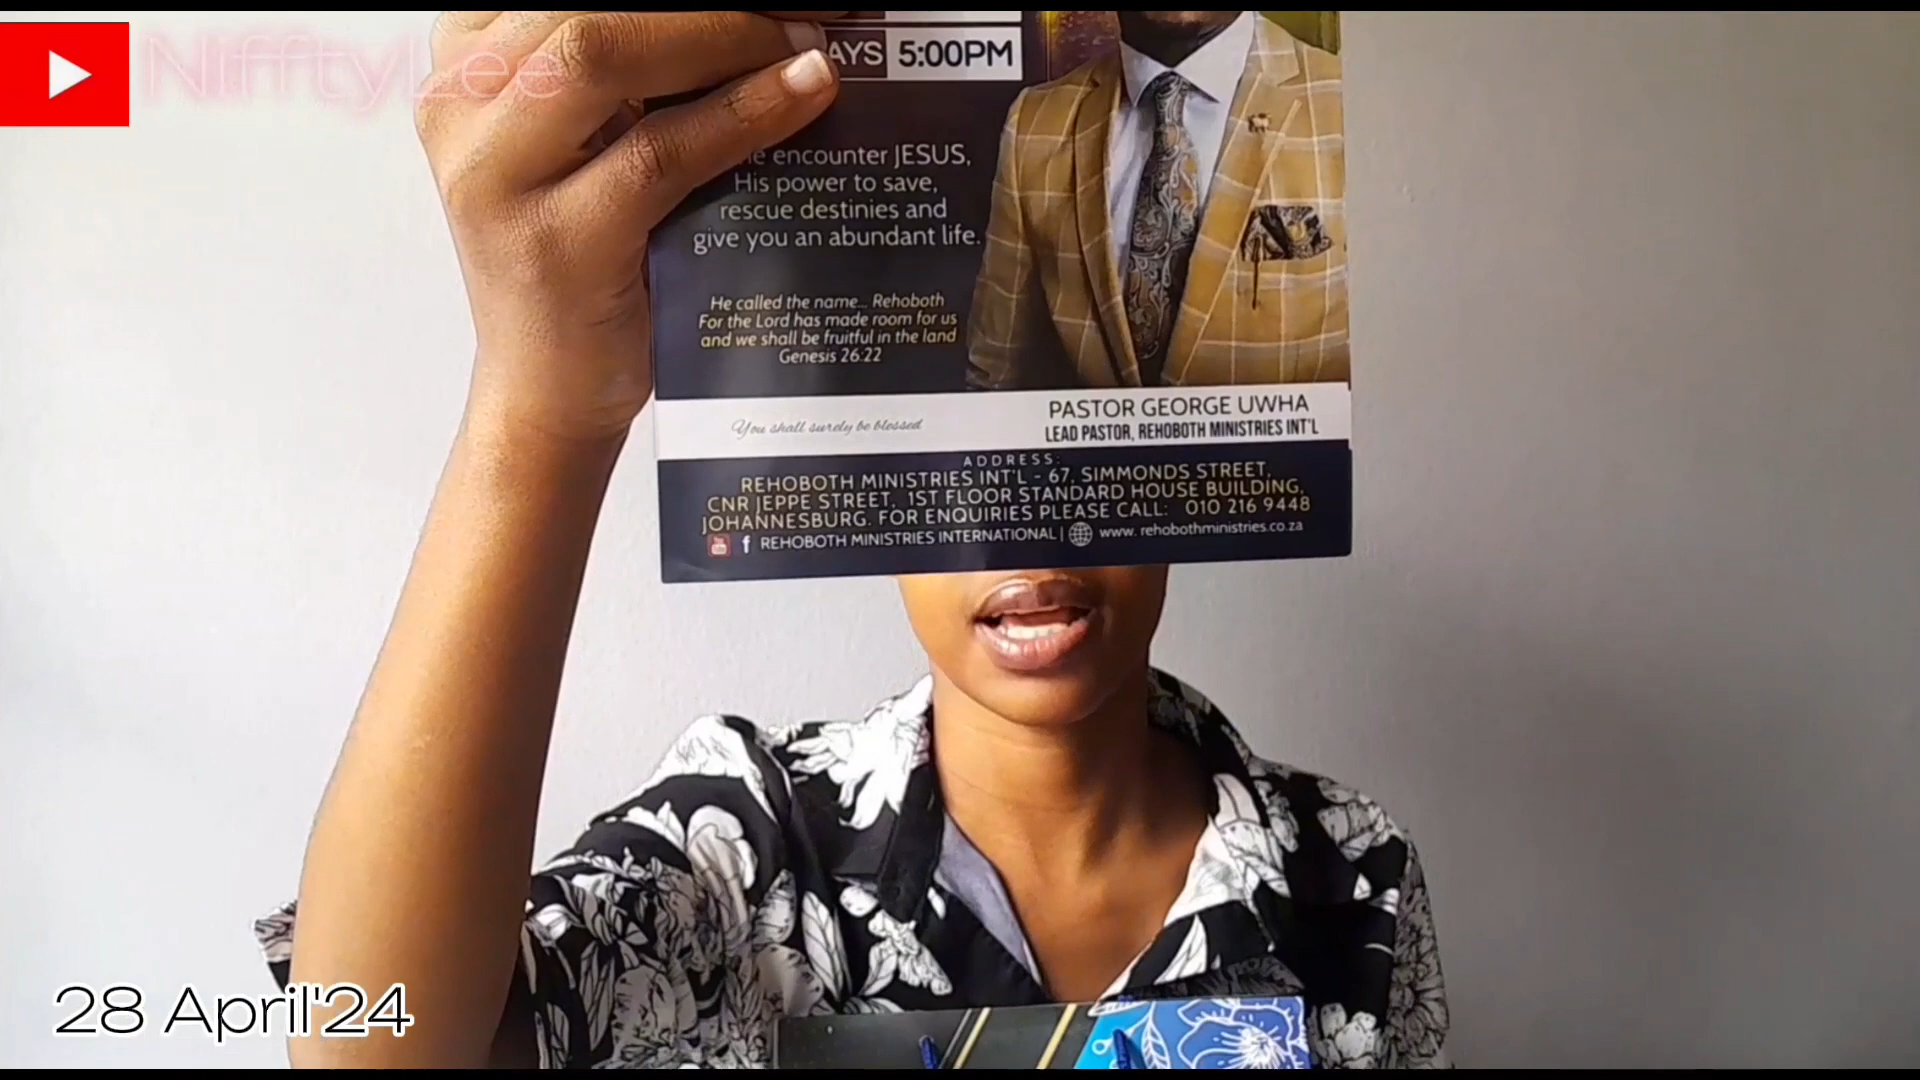 NifftyLee
AYS 5:00PM
encounter JESUS,
His power to save,
rescue destinies and
give you an abundant life.
He called the name... Rehoboth
For the Lord has made room for us
and we shall be fruitful in the land
Genesis 26:22
You shall surely be blessed
PASTOR GEORGE UWHA
LEAD PASTOR, REHOBOTH MINISTRIES INT'L
ADDRESS:
REHOBOTH MINISTRIES INT'L - 67, SIMMONDS STREET,
CNR JEPPE STREET, 1ST FLOOR STANDARD HOUSE BUILDING,
JOHANNESBURG. FOR ENQUIRIES PLEASE CALL: 010 216 9448
REHOBOTH MINISTRIES INTERNATIONAL | www. rehobothministries.co.za
28 April'24